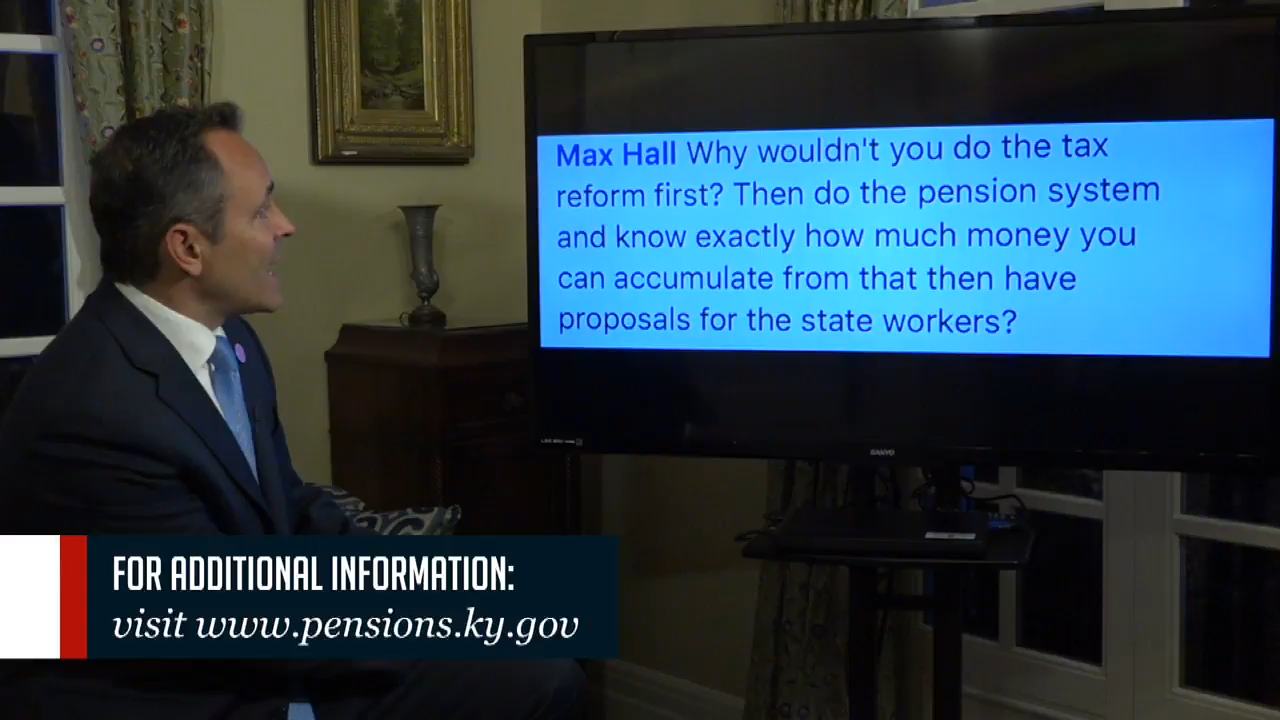 Max Hall Why wouldn't you do the tax
reform first? Then do the pension system
and know exactly how much money you
can accumulate from that then have
proposals for the state workers?
SANYO
FOR ADDITIONAL INFORMATION:
visit www.pensions.ky.gov